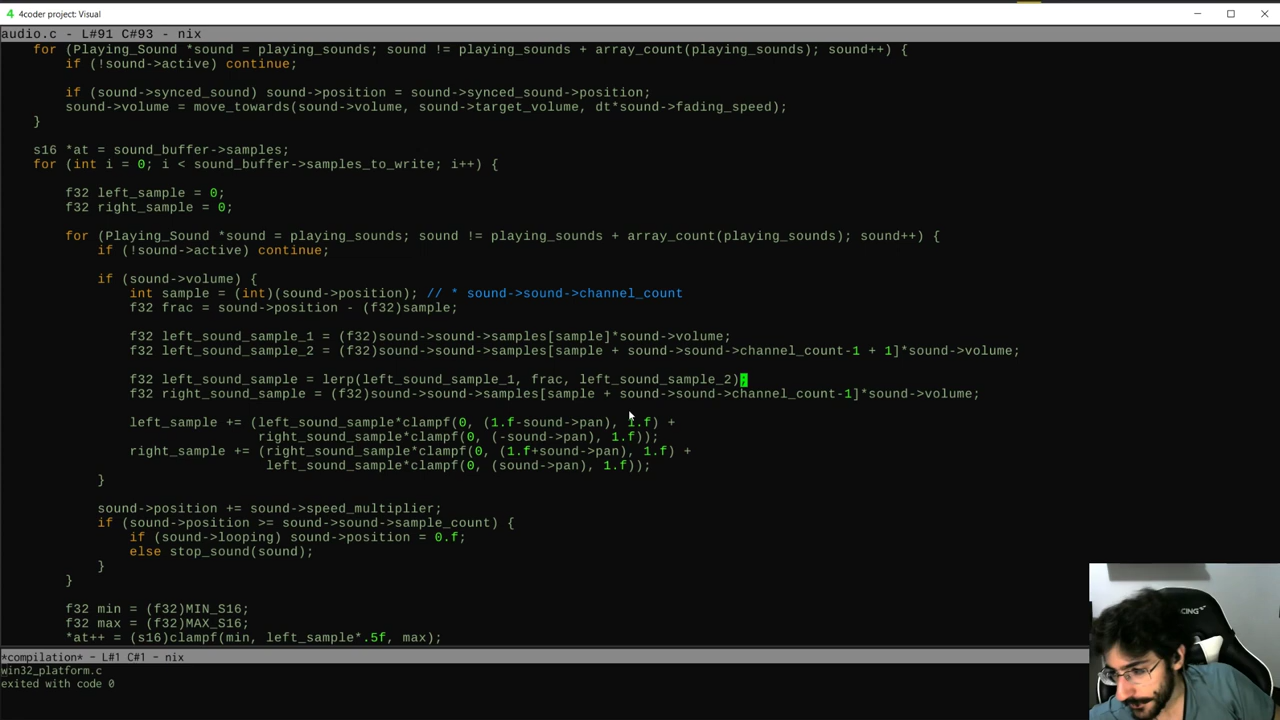 4 4coder project: Visual
audio.c - L#91 C#93 - nix
for (Playing_Sound *sound = playing_sounds; sound != playing_sounds + array_count(playing_sounds); sound++) {
if (!sound->active) continue;
if (sound->synced_sound) sound->position = sound->synced_sound->position;
sound->volume = move_towards(sound->volume, sound->target_volume, dt*sound->fading_speed);
}
s16 *at = sound_buffer->samples;
for (int i = 0; i < sound_buffer->samples_to_write; i++) {
f32 left_sample = 0;
f32 right_sample = 0;
for (Playing_Sound *sound = playing_sounds; sound != playing_sounds + array_count(playing_sounds); sound++) {
if (!sound->active) continue;
if (sound->volume) {
int sample = (int)(sound->position); // * sound->sound->channel_count
f32 frac = sound->position - (f32)sample;
f32 left_sound_sample_1 = (f32)sound->sound->samples[sample]*sound->volume;
f32 left_sound_sample_2 = (f32)sound->sound->samples[sample + sound->sound->channel_count-1 + 1]*sound->volume;
f32 left_sound_sample = lerp(left_sound_sample_1, frac, left_sound_sample_2);
f32 right_sound_sample = (f32)sound->sound->samples[sample + sound->sound->channel_count-1]*sound->volume;
left_sample += (left_sound_sample*clampf(0, (1.f-sound->pan), 1.f) +
right_sound_sample*clampf(0, (-sound->pan), 1.f));
right_sample += (right_sound_sample*clampf(0, (1.f+sound->pan), 1.f) +
left_sound_sample*clampf(0, (sound->pan), 1.f));
}
sound->position += sound->speed_multiplier;
if (sound->position >= sound->sound->sample_count) {
if (sound->looping) sound->position = 0.f;
else stop_sound(sound);
}
}
f32 min = (f32)MIN_S16;
f32 max = (f32)MAX_S16;
*at++ = (s16)clampf(min, left_sample*.5f, max);
*compilation* - L#1 C#1 - nix
win32_platform.c
exited with code 0